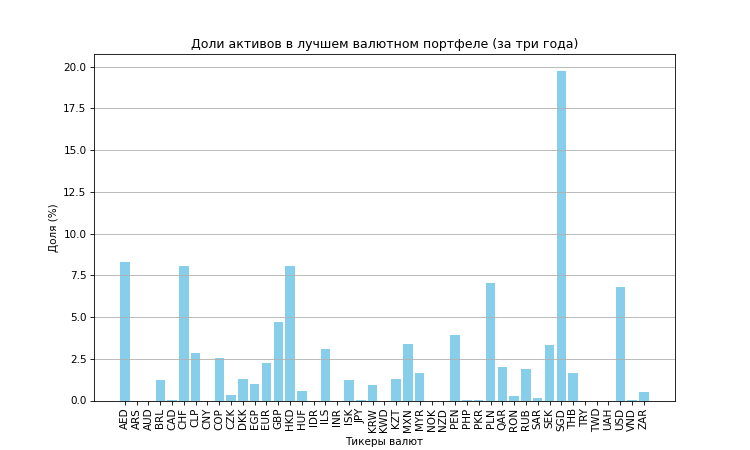 Доли активов в лучшем валютном портфеле (за три года)
Доля (%)
20.0
17.5
15.0
12.5
10.0
7.5
5.0
2.5
0.0
AED ARS AUD BRL CAD CHF CLP CNY COP CZK DKK EGP EUR GBP HKD HUF IDR ILS INR ISK JPY KRW KWD KZT MXN MYR NOK NZD PEN PHP PKR PLN QAR RON RUB SAR SEK SGD THB TRY TWD UAH USD VND ZAR
Тикеры валют